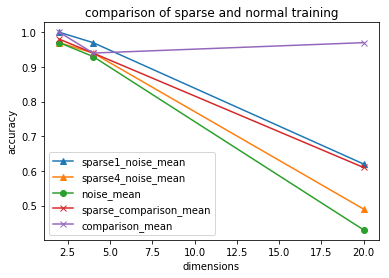 comparison of sparse and normal training
accuracy
1.0
0.9
0.8
0.7
0.6
0.5
sparse1_noise_mean
sparse4_noise_mean
noise_mean
sparse_comparison_mean
comparison_mean
2.5 5.0 7.5 10.0 12.5 15.0 17.5 20.0
dimensions